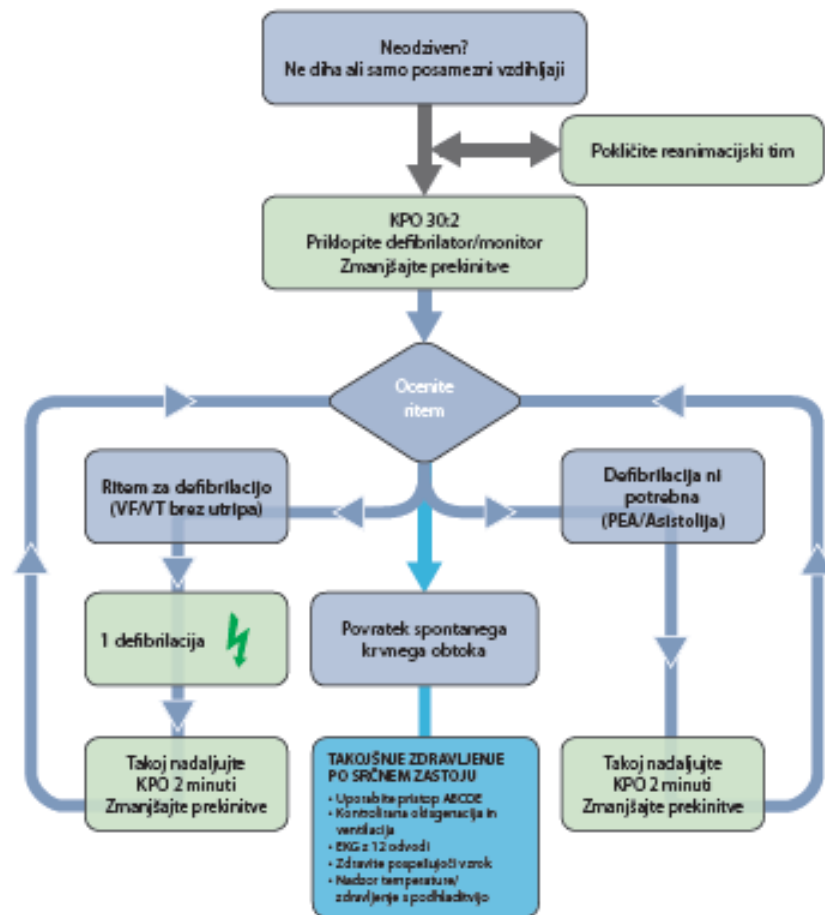 Neodziven?
Ne diha ali samo posamezni vzdihljaji
Pokličite reanimacijski tim
KPO 30:2
Priklopite defibrilator/monitor
Zmanjšajte prekinitve
Ocenite
ritem
Ritem za defibrilacijo
(VF/VT brez utripa)
Defibrilacija ni
potrebna
(PEA/Asistolija)
1 defibrilacija
Povratek spontanega
krvnega obtoka
Takoj nadaljujte
KPO 2 minuti
Zmanjšajte prekinitve
TAKOJŠNJE ZDRAVLJENJE
PO SRČNEM ZASTOJU
• Uporabite pristop ABCDE
• Kontrolirana oksigenacija in
ventilacija
• EKG z 12 odvodi
• Zdravite pospešujoči vzrok
• Nadzor temperature/
zdravljenje s podhladitvijo
Takoj nadaljujte
KPO 2 minuti
Zmanjšajte prekinitve